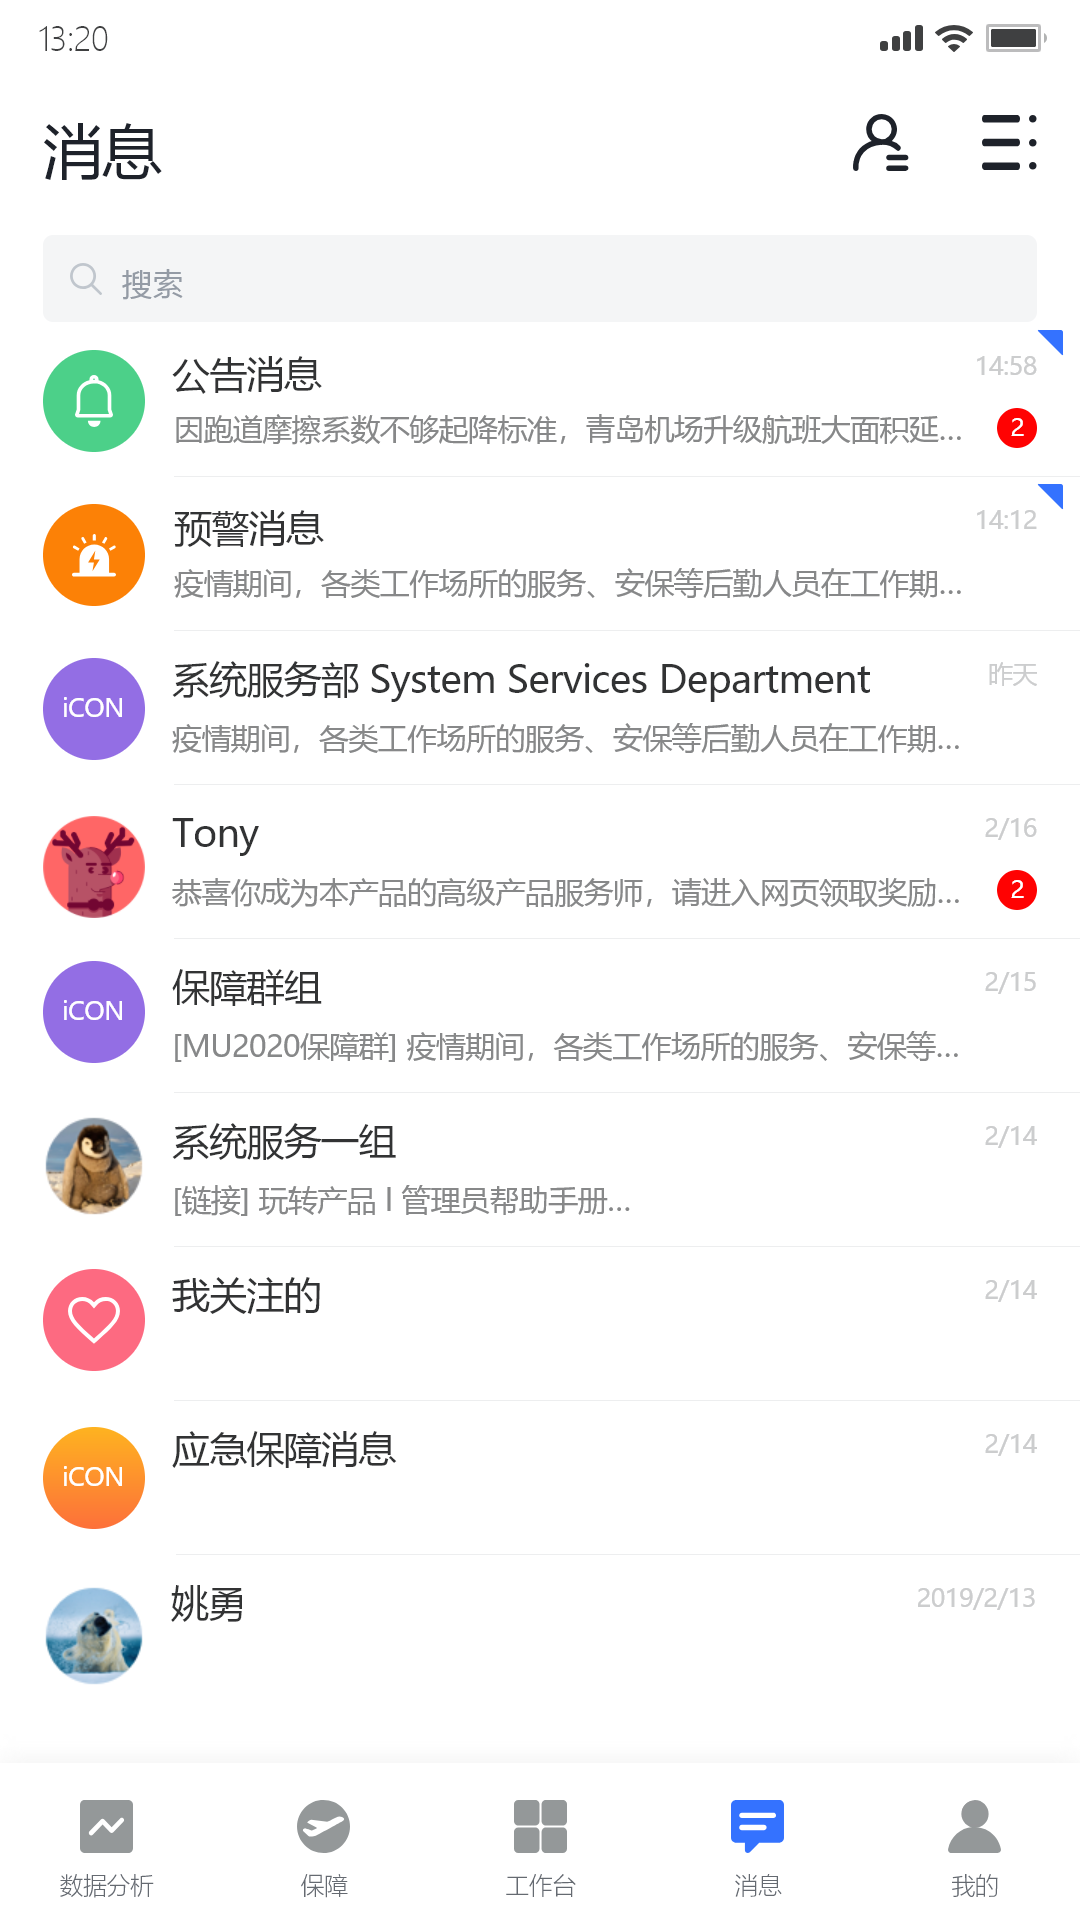 13:20
消息
搜索
公告消息 14:58
因跑道摩擦系数不够起降标准，青岛机场升级航班大面积延... 2
预警消息 14:12
疫情期间，各类工作场所的服务、安保等后勤人员在工作期...
系统服务部 System Services Department 昨天
iCON
疫情期间，各类工作场所的服务、安保等后勤人员在工作期...
Tony 2/16
恭喜你成为本产品的高级产品服务师，请进入网页领取奖励... 2
保障群组 2/15
iCON
[MU2020保障群] 疫情期间，各类工作场所的服务、安保等...
系统服务一组 2/14
[链接] 玩转产品 l 管理员帮助手册...
我关注的 2/14
应急保障消息 2/14
iCON
姚勇 2019/2/13
数据分析 保障 工作台 消息 我的